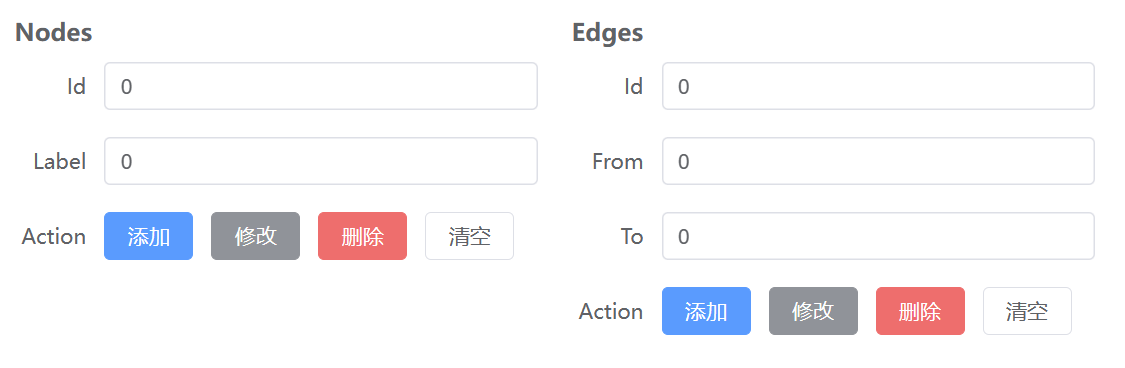 Nodes
Id 0
Label 0
Action 添加 修改 删除 清空
Edges
Id 0
From 0
To 0
Action 添加 修改 删除 清空